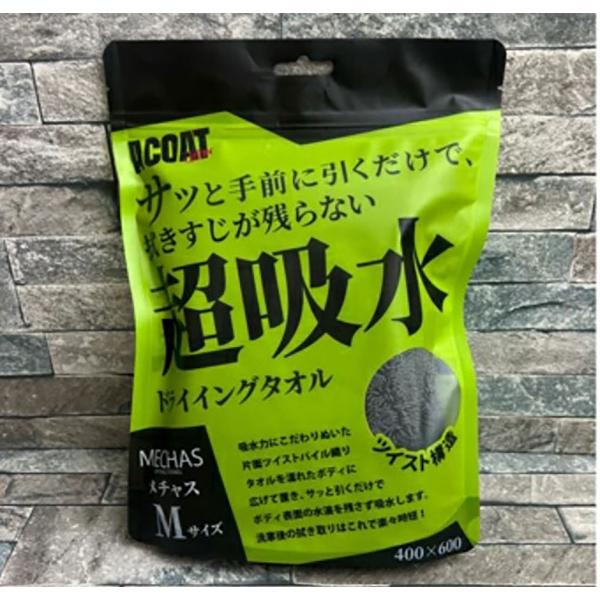 ACOAT
サッと手前に引くだけで、
拭きすじが残らない
超吸水
ドライイングタオル
ツイスト構造
MECHAS
メチャス
Mサイズ
吸水力にこだわりぬいた
片面ツイストパイル織り
タオルを濡れたボディに
広げて置き、サッと引くだけで
ボディ表面の水滴を残さず吸水します.
洗車後の拭き取りはこれで楽々時短！
400×600